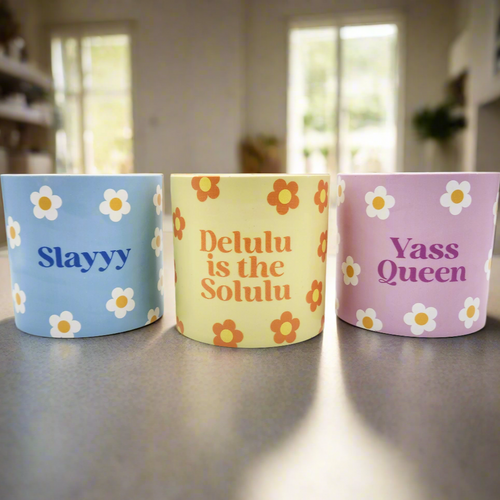 Slayyy
Delulu
is the
Solulu
Yass
Queen